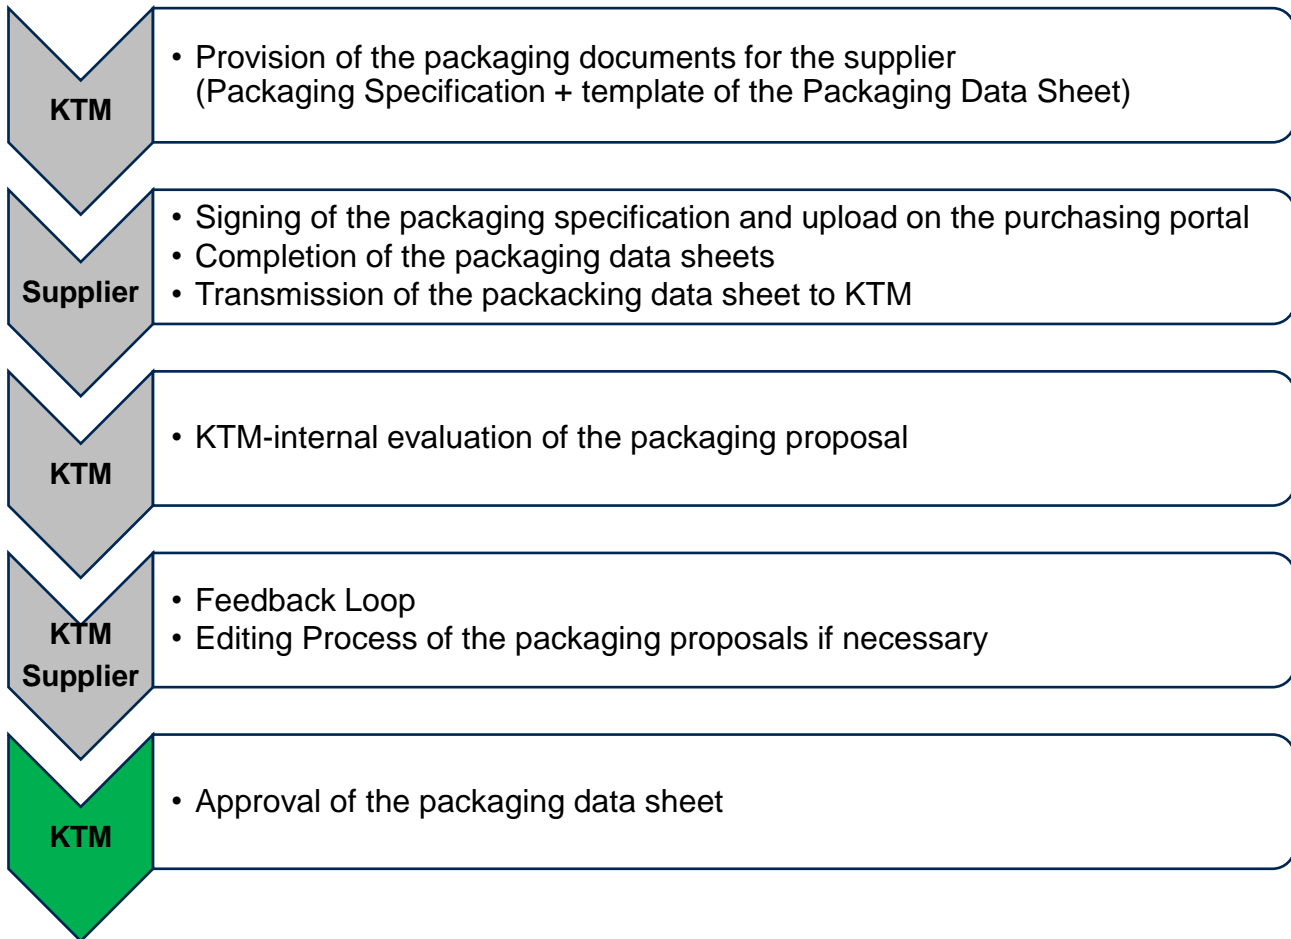 KTM
• Provision of the packaging documents for the supplier
(Packaging Specification + template of the Packaging Data Sheet)
Supplier
• Signing of the packaging specification and upload on the purchasing portal
• Completion of the packaging data sheets
• Transmission of the packacking data sheet to KTM
KTM
• KTM-internal evaluation of the packaging proposal
KTM
Supplier
• Feedback Loop
• Editing Process of the packaging proposals if necessary
KTM
• Approval of the packaging data sheet